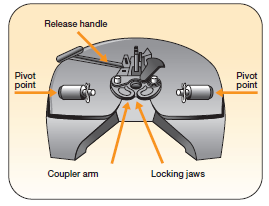 Release handle
Pivot
point
Pivot
point
Coupler arm
Locking jaws